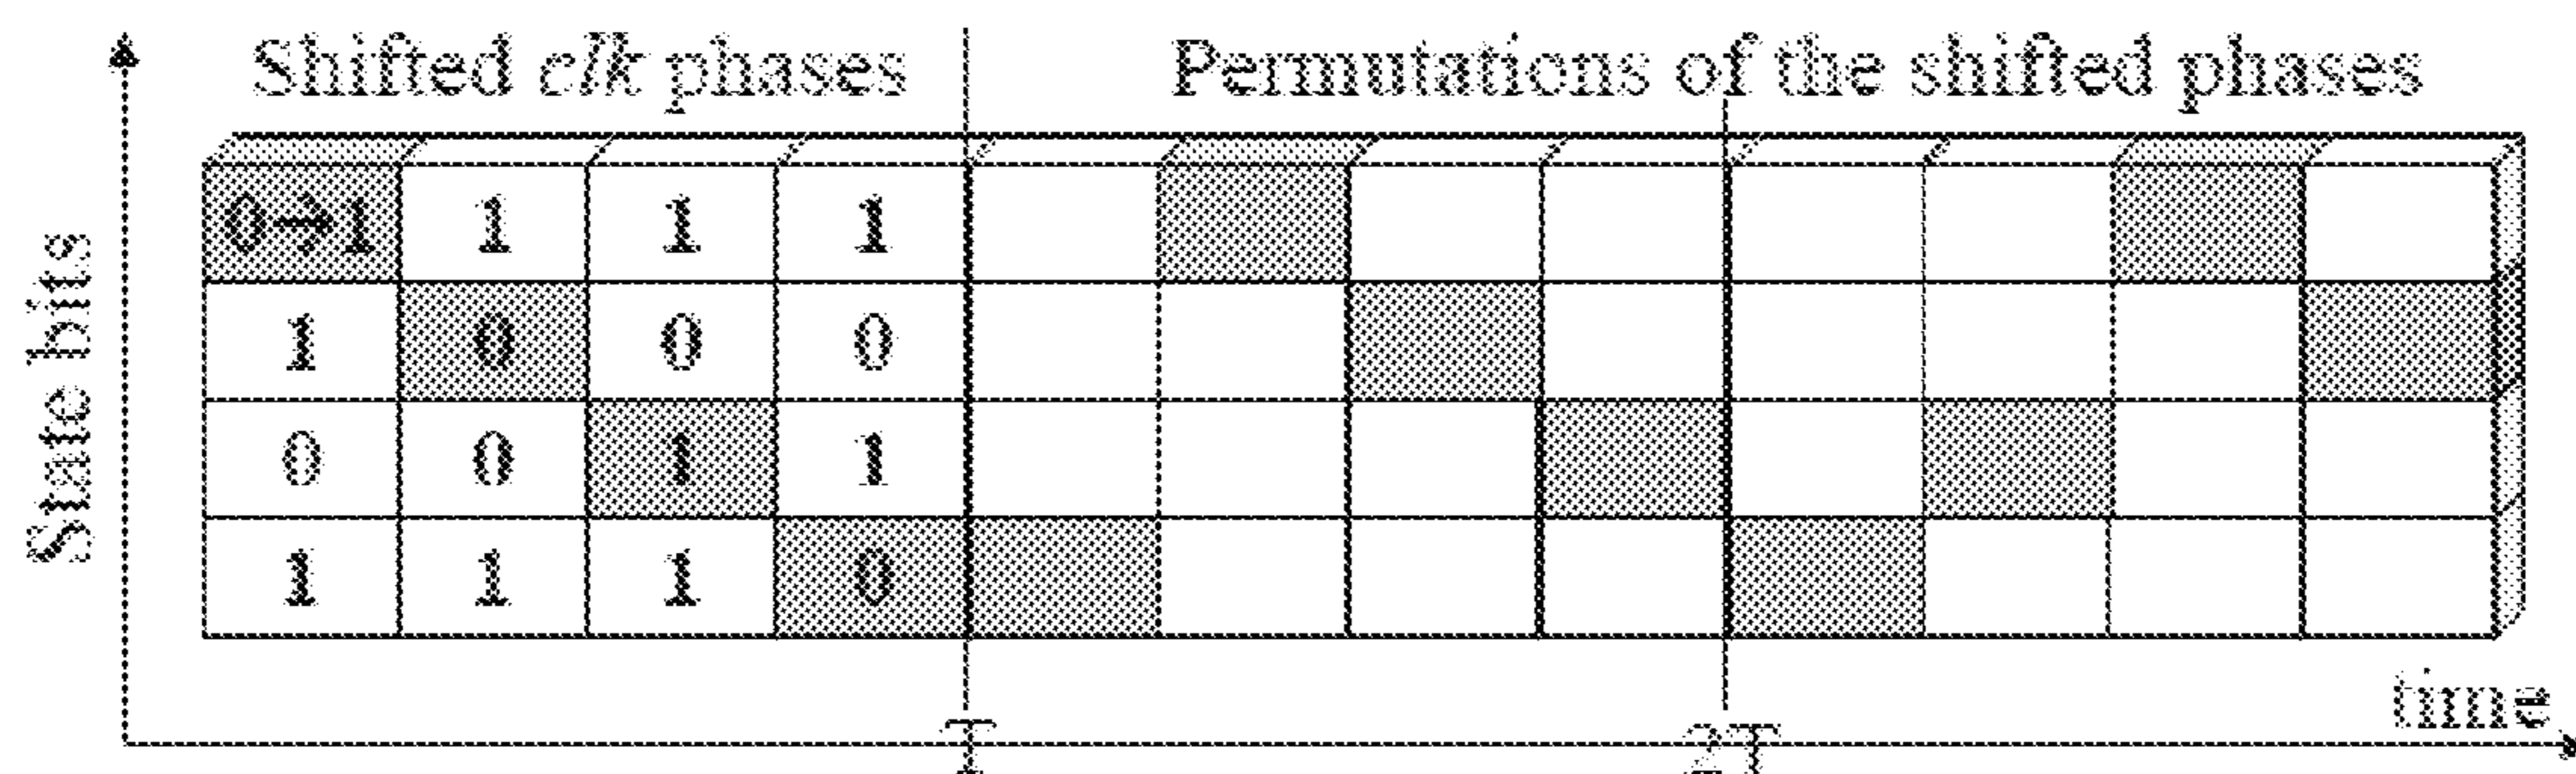 Shifted clk phases Permutations of the shifted phases
State bits
0→1 1 1 1
1 0 0 0
0 0 1 1
1 1 1 0
time
T 2T